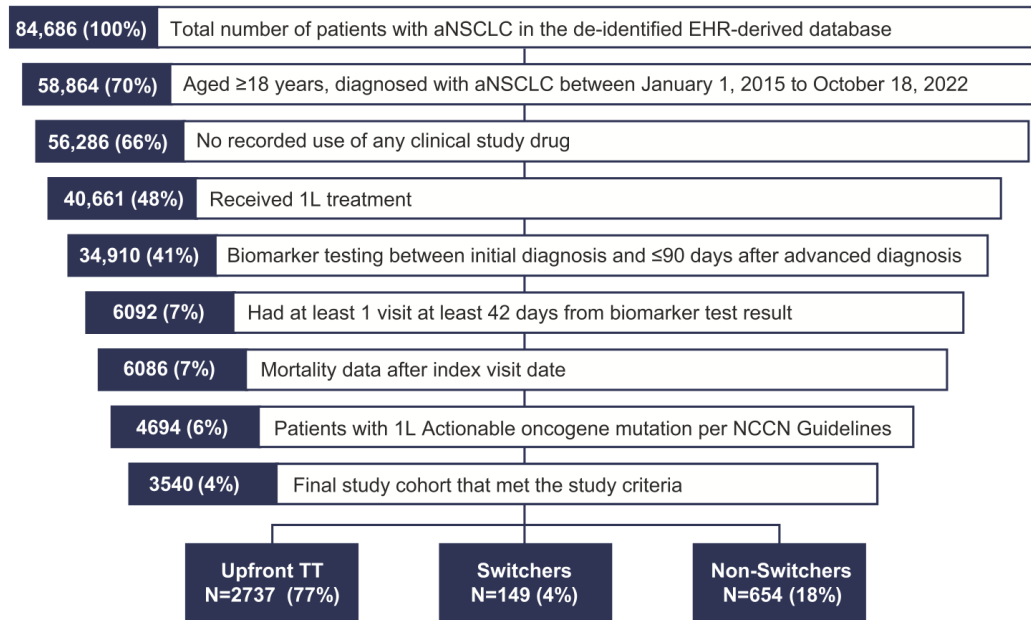 84,686 (100%) Total number of patients with aNSCLC in the de-identified EHR-derived database
58,864 (70%) Aged ≥18 years, diagnosed with aNSCLC between January 1, 2015 to October 18, 2022
56,286 (66%) No recorded use of any clinical study drug
40,661 (48%) Received 1L treatment
34,910 (41%) Biomarker testing between initial diagnosis and ≤90 days after advanced diagnosis
6092 (7%) Had at least 1 visit at least 42 days from biomarker test result
6086 (7%) Mortality data after index visit date
4694 (6%) Patients with 1L Actionable oncogene mutation per NCCN Guidelines
3540 (4%) Final study cohort that met the study criteria
Upfront TT
N=2737 (77%)
Switchers
N=149 (4%)
Non-Switchers
N=654 (18%)